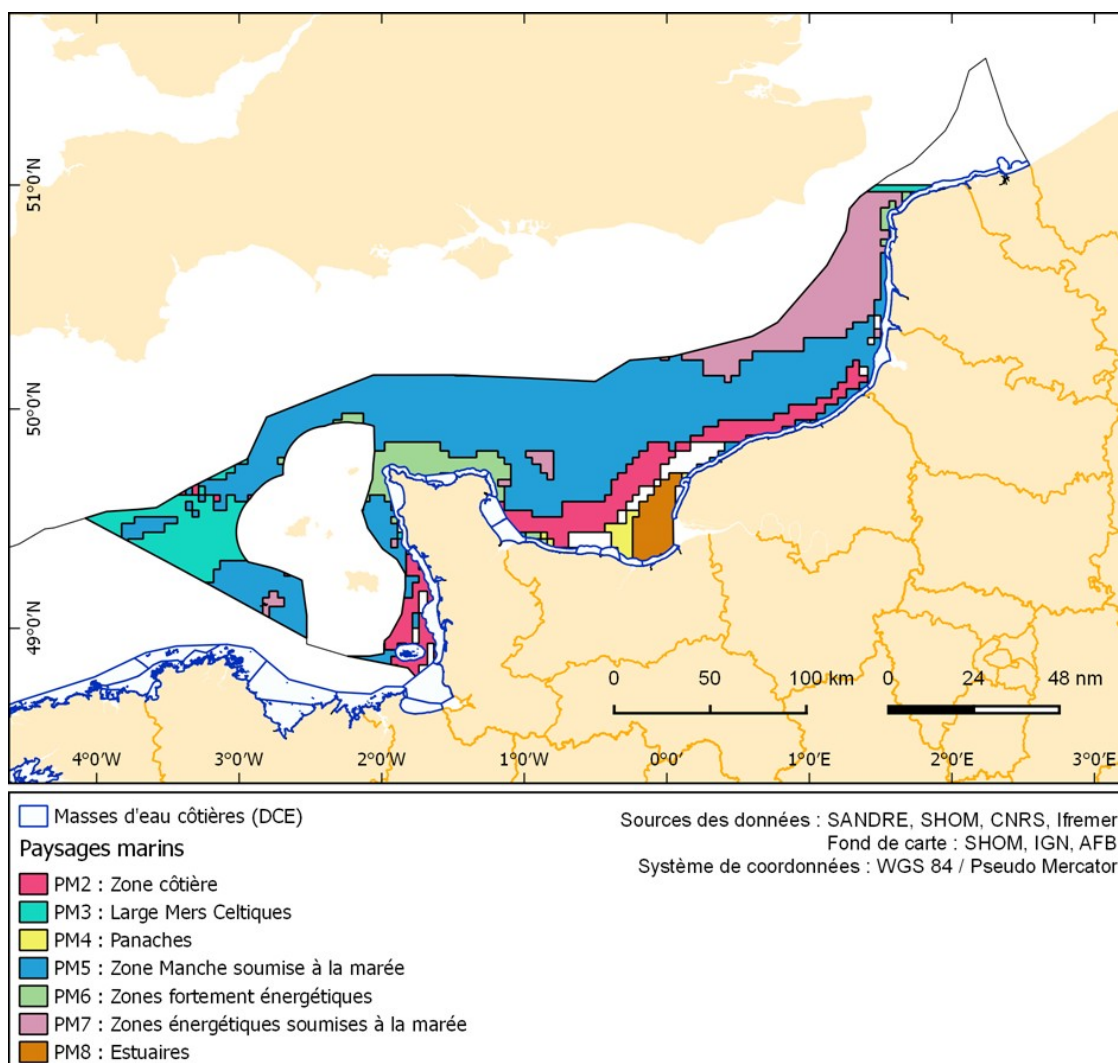 51°0'N
50°0'N
49°0'N
0 50 100 km 0 24 48 nm
4°0'W 3°0'W 2°0'W 1°0'W 0°0'0" 1°0'E 2°0'E 3°0'E
Masses d'eau côtières (DCE)
Paysages marins
PM2 : Zone côtière
PM3 : Large Mers Celtiques
PM4 : Panaches
PM5 : Zone Manche soumise à la marée
PM6 : Zones fortement énergétiques
PM7 : Zones énergétiques soumises à la marée
PM8 : Estuaires
Sources des données : SANDRE, SHOM, CNRS, Ifremer
Fond de carte : SHOM, IGN, AFB
Système de coordonnées : WGS 84 / Pseudo Mercator